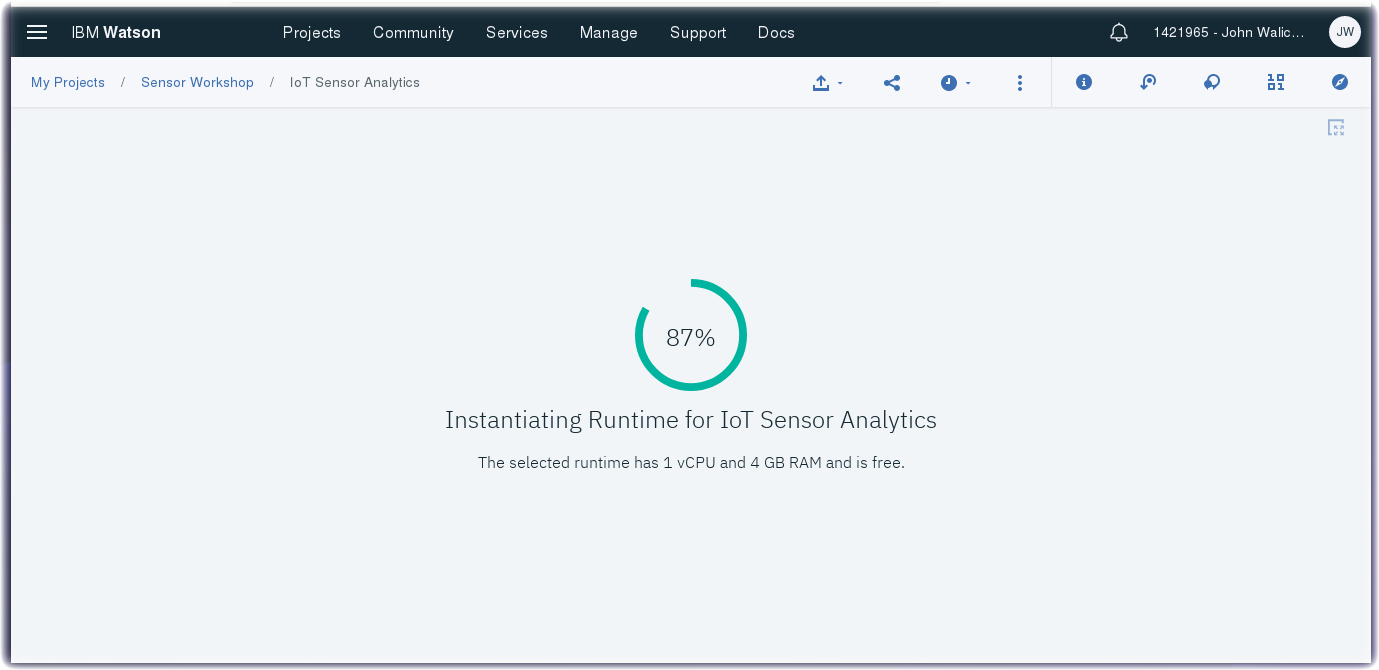 IBM Watson Projects Community Services Manage Support Docs 1421965 - John Walic... JW
My Projects / Sensor Workshop / IoT Sensor Analytics
87%
Instantiating Runtime for IoT Sensor Analytics
The selected runtime has 1 vCPU and 4 GB RAM and is free.